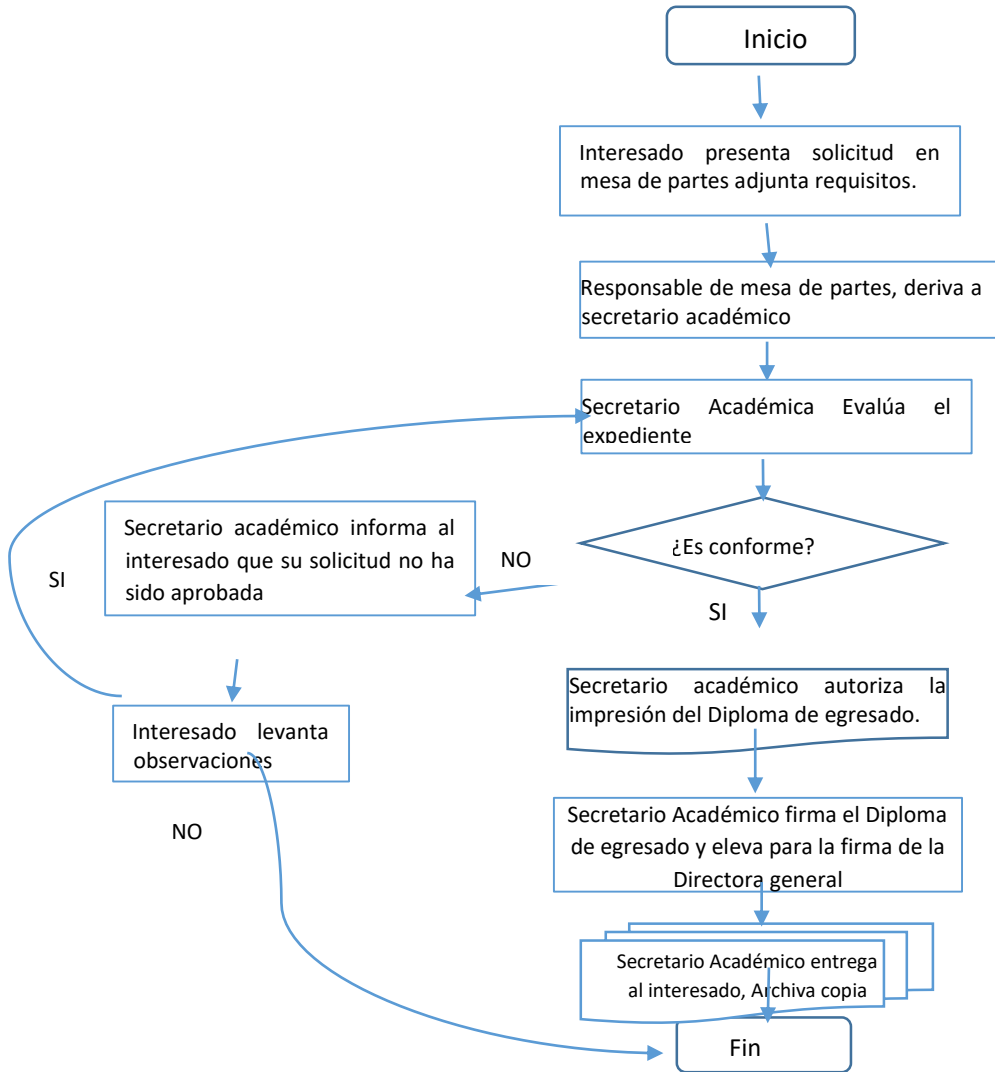 Inicio
Interesado presenta solicitud en
mesa de partes adjunta requisitos.
Responsable de mesa de partes, deriva a
secretario académico
Secretario Académica Evalúa el
expediente
¿Es conforme?
NO
SI
Secretario académico informa al
interesado que su solicitud no ha
sido aprobada
SI
Interesado levanta
observaciones
NO
Secretario académico autoriza la
impresión del Diploma de egresado.
Secretario Académico firma el Diploma
de egresado y eleva para la firma de la
Directora general
Secretario Académico entrega
al interesado, Archiva copia
Fin